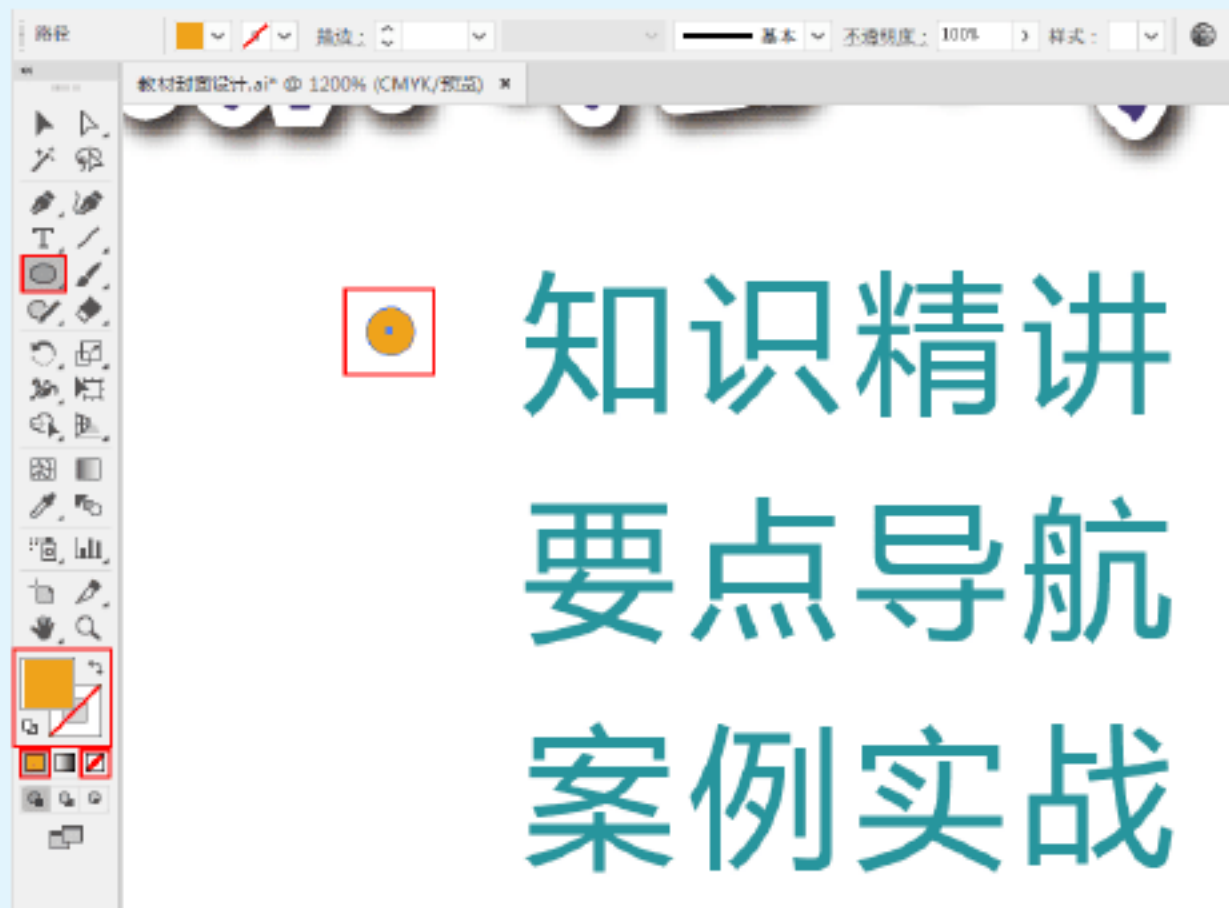 路径 描边： 基本 不透明度： 100% 样式：
教材封面设计.ai* @ 1200% (CMYK/预览) ×
知识精讲
要点导航
案例实战